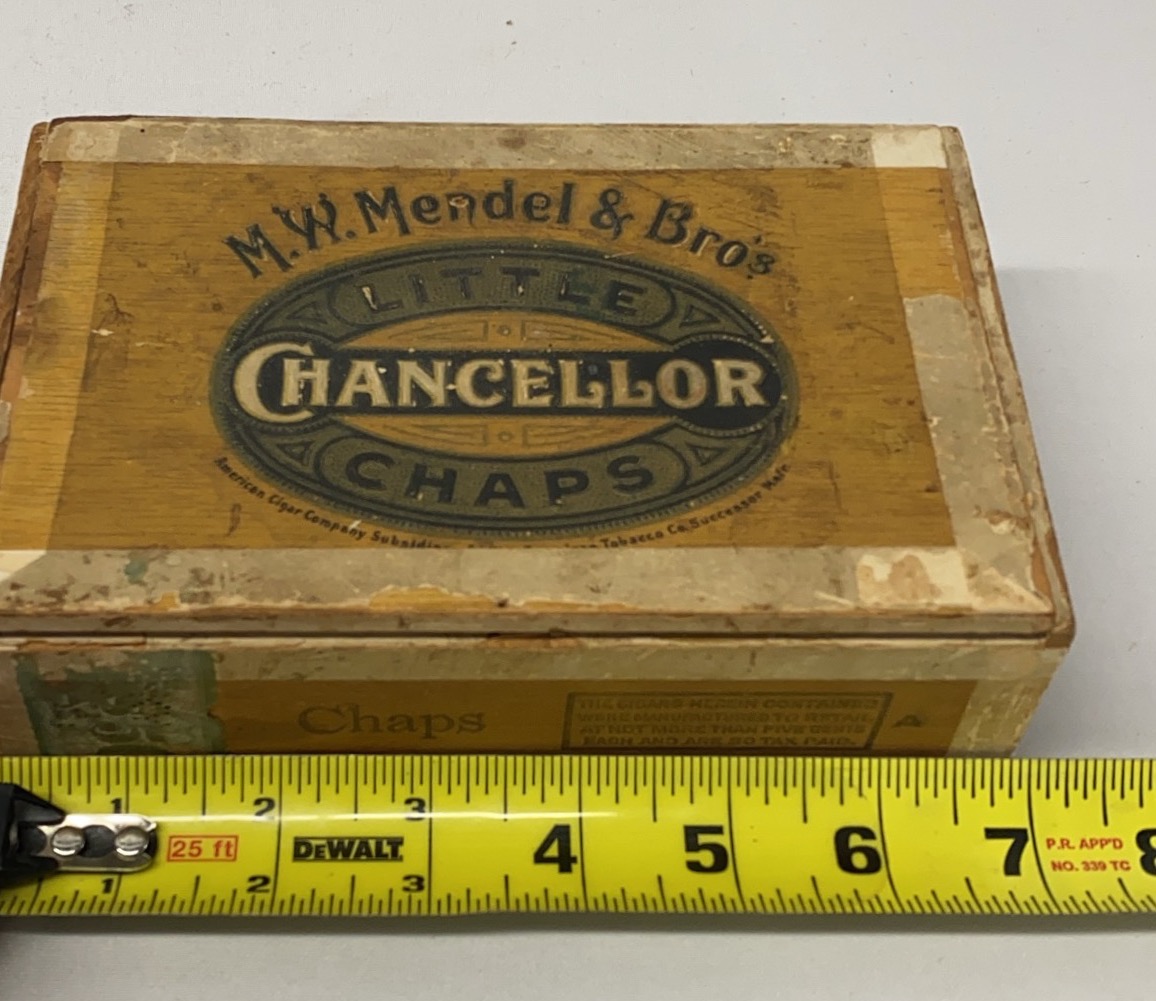 M.W. Mendel & Bro's
LITTLE
CHANCELLOR
CHAPS
American Cigar Company Tobacco Co. Successor
Chaps
THE CIGARS HEREIN CONTAINED
WERE MANUFACTURED TO RETAIL
AT NOT MORE THAN FIVE CENTS
EACH AND ARE SO TAX PAID.
A
1 2 3 4 5 6 7 8
25 ft DEWALT
P.R. APP'D
NO. 339 TC
1 2 3